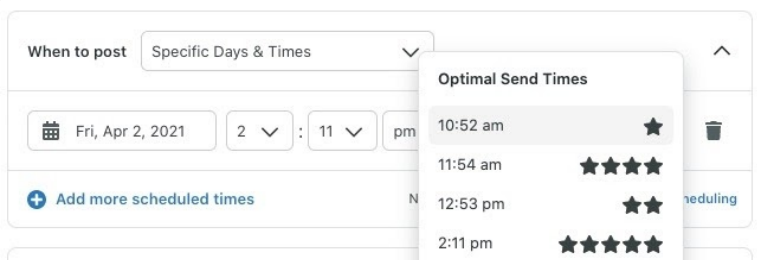 When to post
Specific Days & Times
Optimal Send Times
Fri, Apr 2, 2021
2 : 11 pm
10:52 am
11:54 am
12:53 pm
2:11 pm
Add more scheduled times